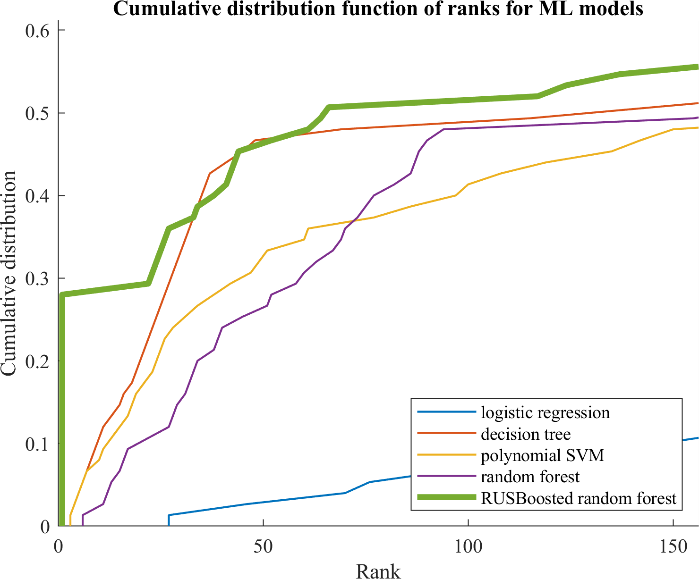 Cumulative distribution function of ranks for ML models
0.6
0.5
0.4
0.3
0.2
0.1
0
Cumulative distribution
0
50
100
150
Rank
logistic regression
decision tree
polynomial SVM
random forest
RUSBoosted random forest